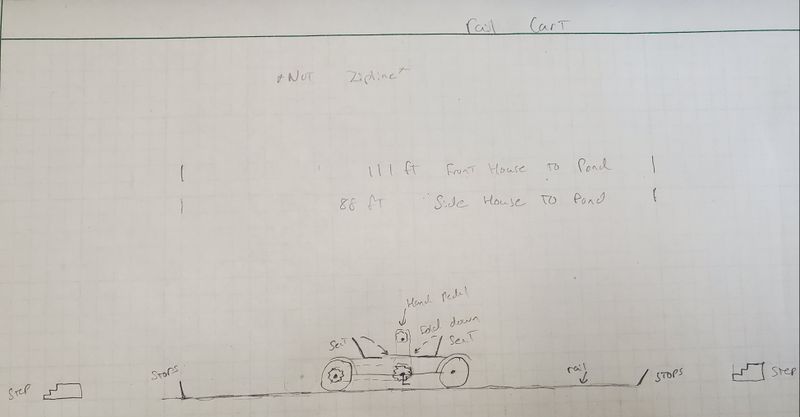 rail Cart
*Not Zipline*
111 ft Front House to Pond
88 ft Side House to Pond
Hand Pedal
Fold down
Seat
Seat
Step
Stops
rail
Stops
Step